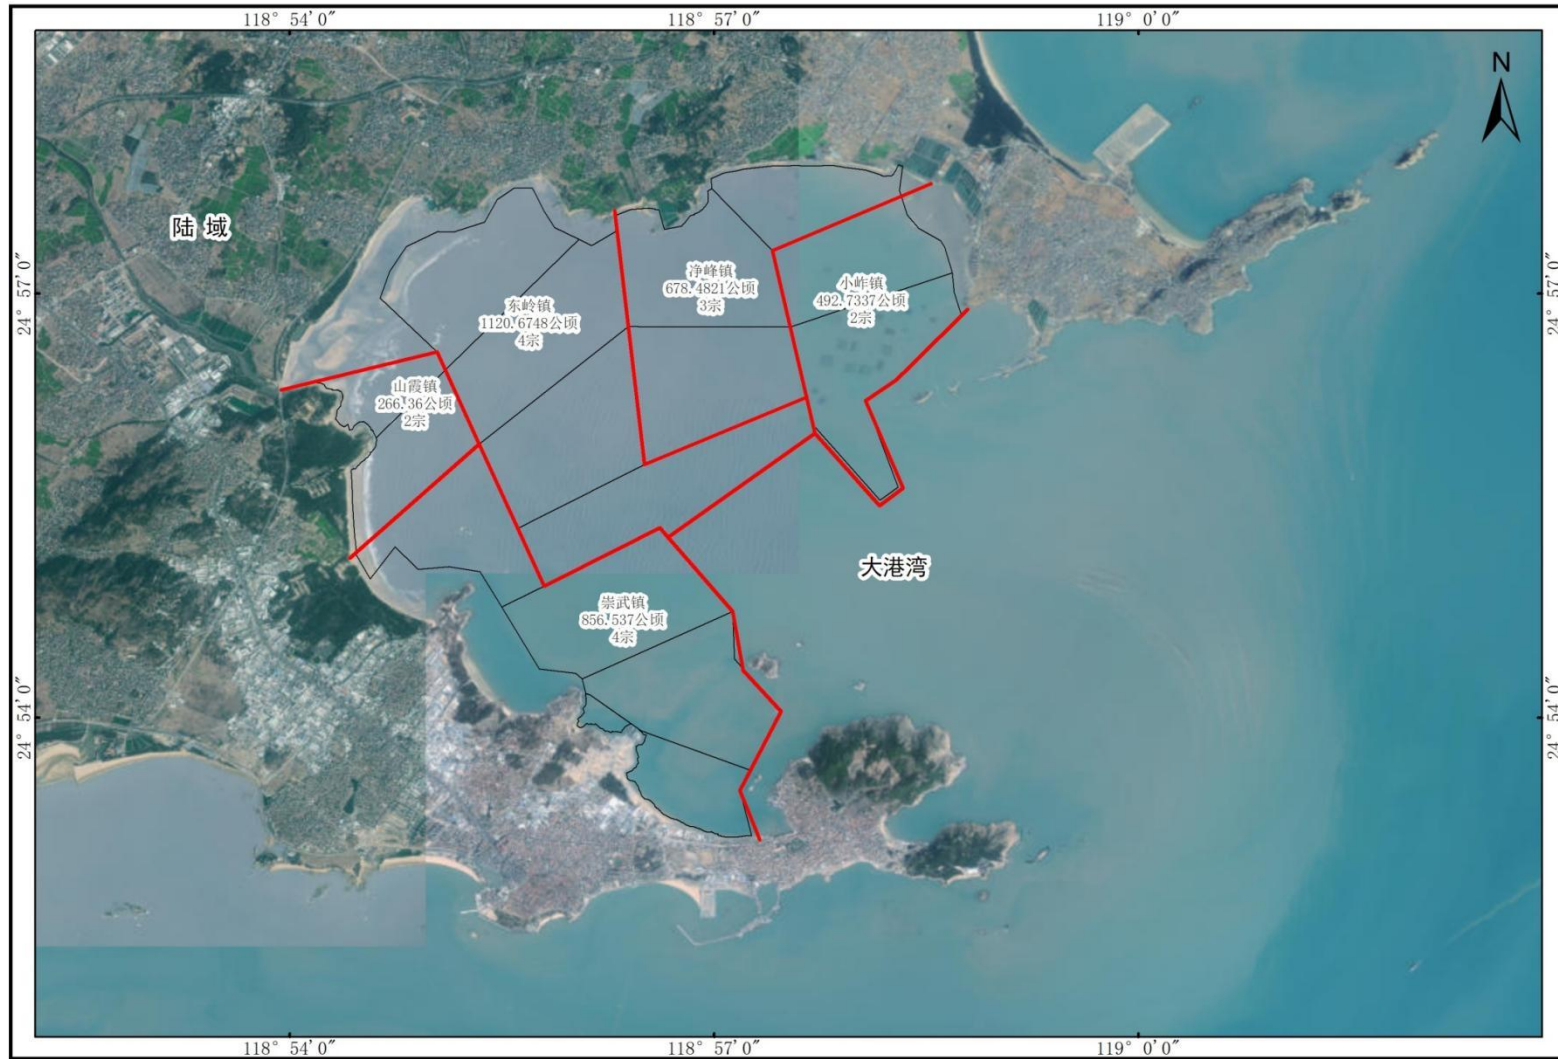 118° 54′0″
118° 57′0″
119° 0′0″
N
陆 域
24° 57′0″
24° 57′0″
净峰镇
678.4821公顷
3宗
小岞镇
492.7337公顷
2宗
东岭镇
1120.6748公顷
4宗
山霞镇
266.36公顷
2宗
大港湾
崇武镇
856.537公顷
4宗
24° 54′0″
24° 54′0″
118° 54′0″
118° 57′0″
119° 0′0″